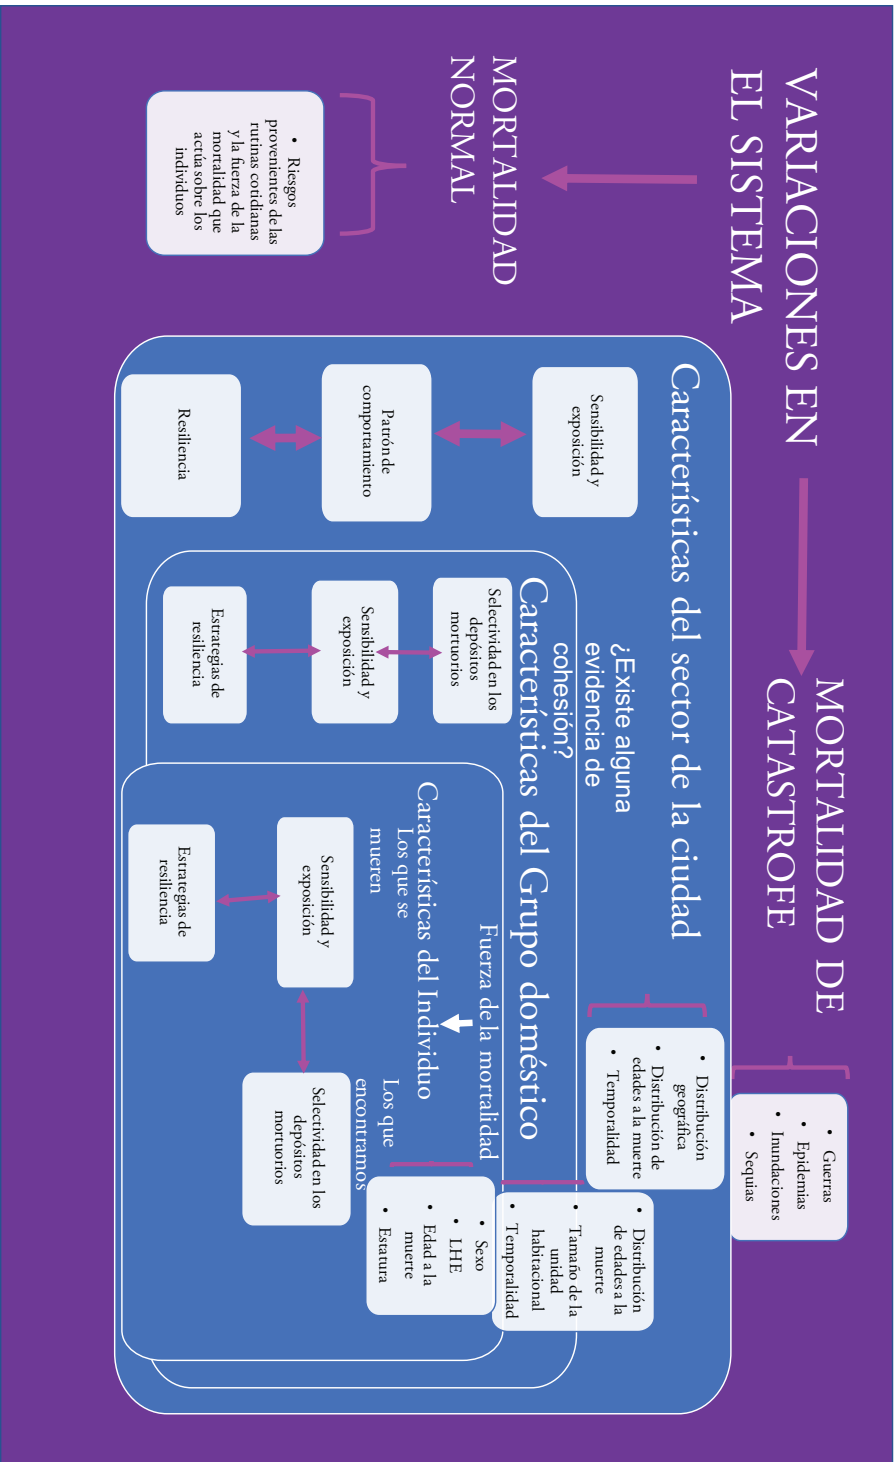 VARIACIONES EN
EL SISTEMA
MORTALIDAD DE
CATASTROFE
• Guerras
• Epidemias
• Inundaciones
• Sequias
MORTALIDAD
NORMAL
• Riesgos
provenientes de las
rutinas cotidianas
y la fuerza de la
mortalidad que
actúa sobre los
individuos
Características del sector de la ciudad
• Distribución
geográfica
• Distribución de
edades a la muerte
• Temporalidad
Sensibilidad y
exposición
Patrón de
comportamiento
Resiliencia
¿Existe alguna
evidencia de
cohesión?
Características del Grupo doméstico
• Distribución
de edades a la
muerte
• Tamaño de la
unidad
habitacional
• Temporalidad
Selectividad en los
depósitos
mortuorios
Sensibilidad y
exposición
Estrategias de
resiliencia
Fuerza de la mortalidad
Características del Individuo
• Sexo
• LHE
• Edad a la
muerte
• Estatura
Los que se
mueren
Los que
encontramos
Sensibilidad y
exposición
Selectividad en los
depósitos
mortuorios
Estrategias de
resiliencia